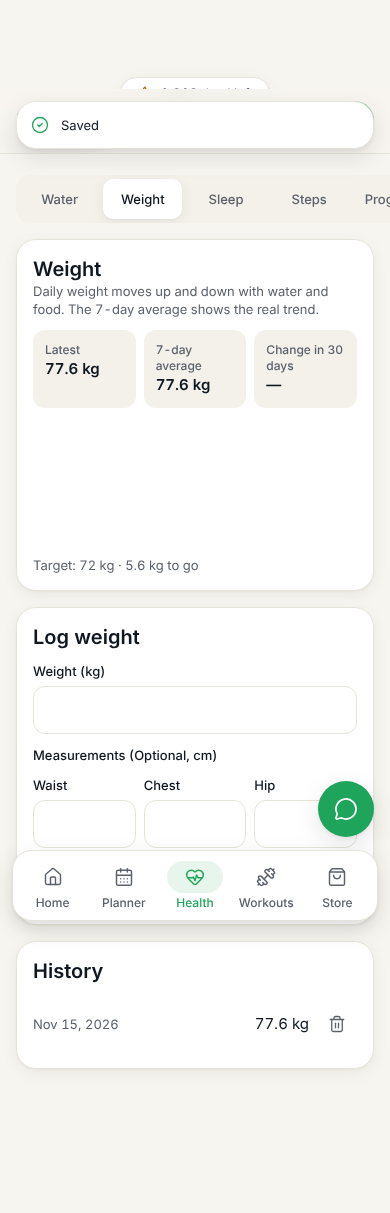 Saved
Water
Weight
Sleep
Steps
Weight
Daily weight moves up and down with water and
food. The 7-day average shows the real trend.
Latest
77.6 kg
7-day
average
77.6 kg
Change in 30
days
—
Target: 72 kg · 5.6 kg to go
Log weight
Weight (kg)
Measurements (Optional, cm)
Waist
Chest
Hip
Home
Planner
Health
Workouts
Store
History
Nov 15, 2026
77.6 kg